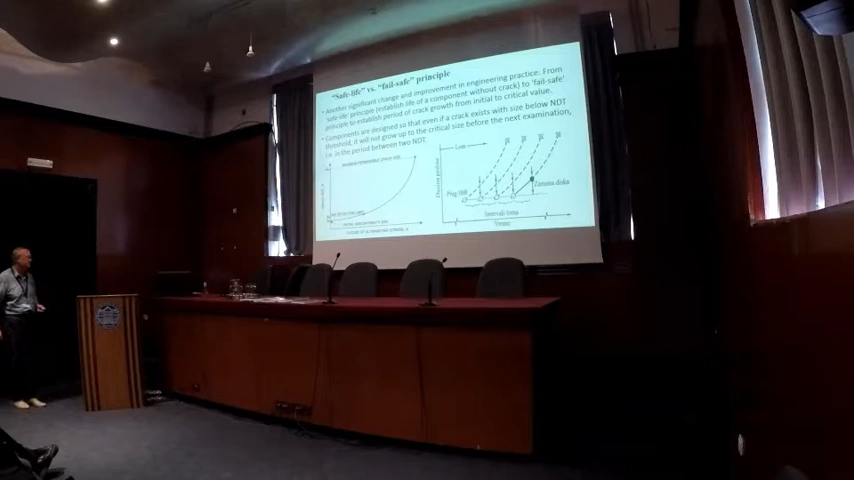 "Safe-life" vs. "fail-safe" principle
• Another significant change and improvement in engineering practice: From
'safe-life' principle (establish life of a component without crack) to 'fail-safe'
principle to establish period of crack growth from initial to critical value.
• Components are designed so that even if a crack exists with size below NDT
threshold, it will not grow up to the critical size before the next examination,
i.e. in the period between two NDT.
Lom
Prag IBR
Zamena diska
Intervali loma
Vreme